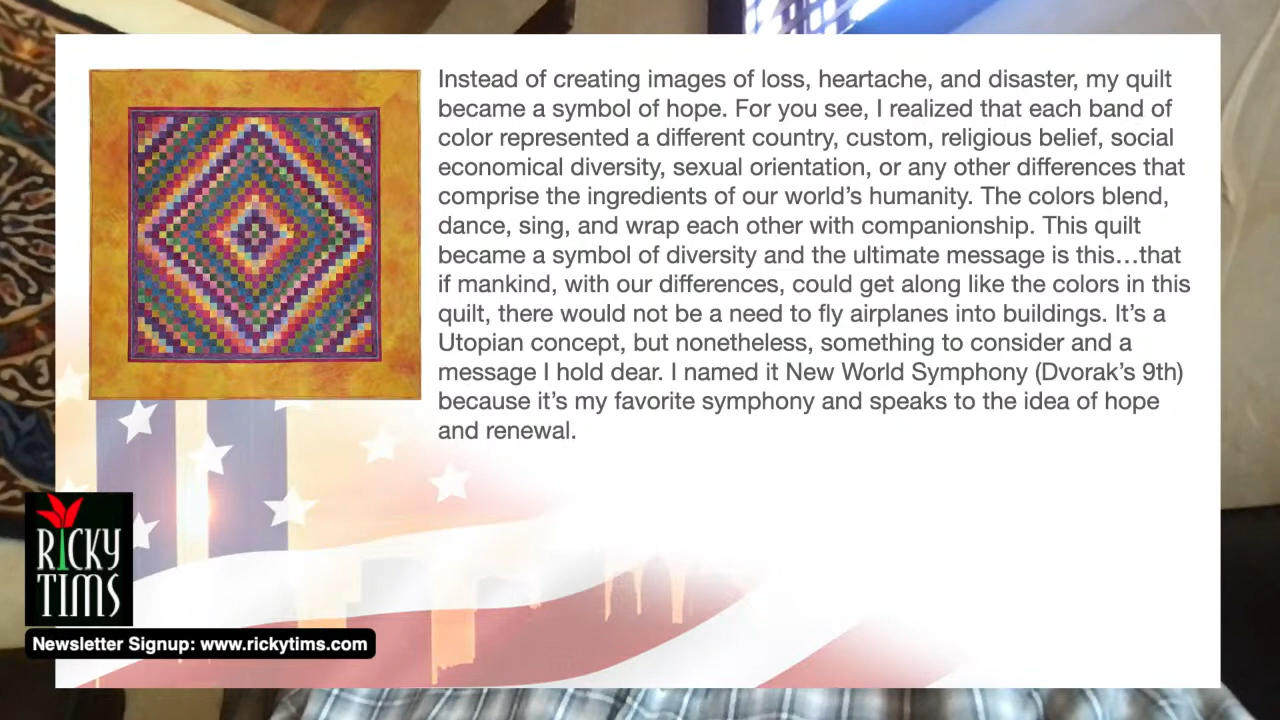 Instead of creating images of loss, heartache, and disaster, my quilt
became a symbol of hope. For you see, I realized that each band of
color represented a different country, custom, religious belief, social
economical diversity, sexual orientation, or any other differences that
comprise the ingredients of our world’s humanity. The colors blend,
dance, sing, and wrap each other with companionship. This quilt
became a symbol of diversity and the ultimate message is this…that
if mankind, with our differences, could get along like the colors in this
quilt, there would not be a need to fly airplanes into buildings. It’s a
Utopian concept, but nonetheless, something to consider and a
message I hold dear. I named it New World Symphony (Dvorak’s 9th)
because it’s my favorite symphony and speaks to the idea of hope
and renewal.
RICKY
TIMS
Newsletter Signup: www.rickytims.com